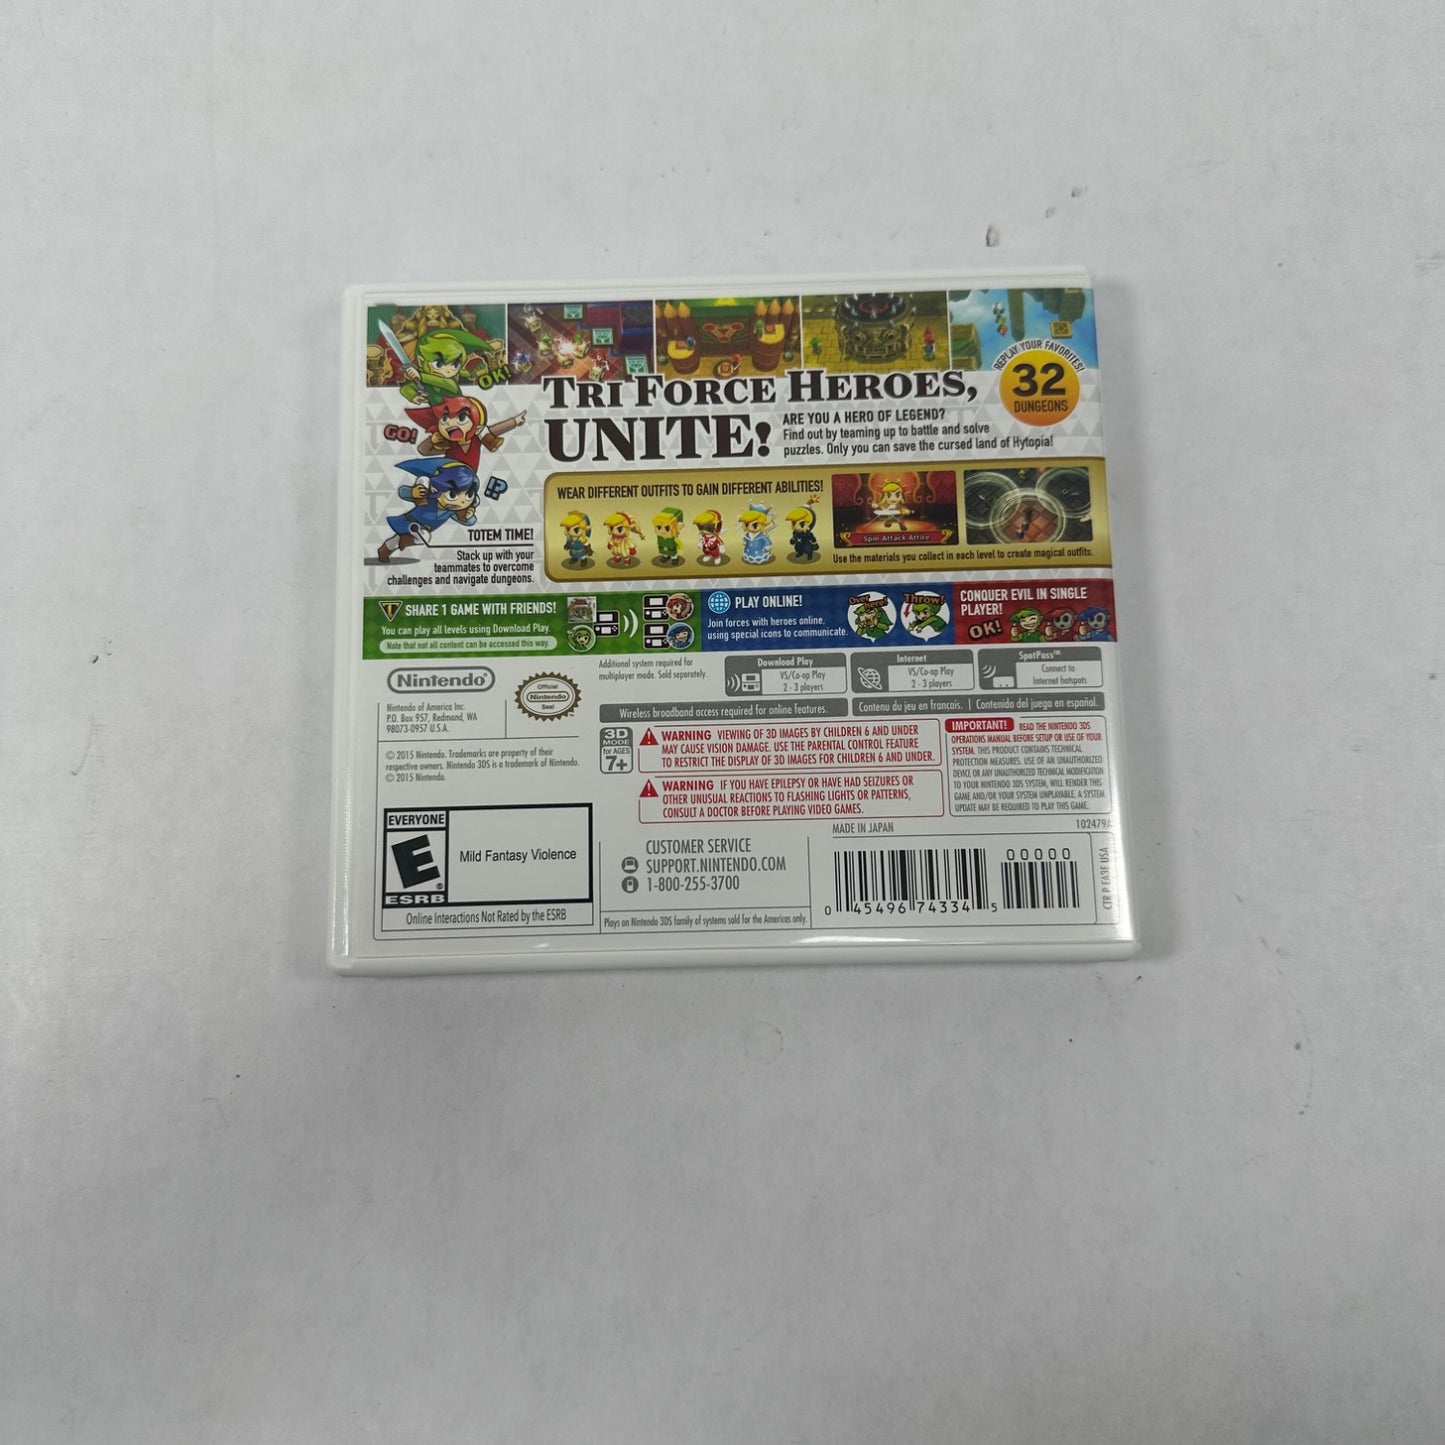 REPLAY YOUR FAVORITES!
32
DUNGEONS
OK!
GO!
!?
TRI FORCE HEROES,
UNITE!
ARE YOU A HERO OF LEGEND?
Find out by teaming up to battle and solve
puzzles. Only you can save the cursed land of Hytopia!
TOTEM TIME!
Stack up with your
teammates to overcome
challenges and navigate dungeons.
WEAR DIFFERENT OUTFITS TO GAIN DIFFERENT ABILITIES!
Spin Attack Attire
Use the materials you collect in each level to create magical outfits.
SHARE 1 GAME WITH FRIENDS!
You can play all levels using Download Play
Note that not all content can be accessed this way.
PLAY ONLINE!
Join forces with heroes online,
using special icons to communicate.
Over here!
Throw!
CONQUER EVIL IN SINGLE
PLAYER!
OK!
Nintendo
Nintendo of America Inc.
P.O. Box 957, Redmond, WA
98073-0957 U.S.A.
Official
Nintendo
Seal
Additional system required for
multiplayer mode. Sold separately.
Download Play
VS/Co-op Play
2 - 3 players
Internet
VS/Co-op Play
2 - 3 players
SpotPass™
Connect to
Internet hotspots
Wireless broadband access required for online features.
Contenu du jeu en français. | Contenido del juego en español.
© 2015 Nintendo. Trademarks are property of their
respective owners. Nintendo 3DS is a trademark of Nintendo.
© 2015 Nintendo.
3D
MODE
for AGES
7+
WARNING VIEWING OF 3D IMAGES BY CHILDREN 6 AND UNDER
MAY CAUSE VISION DAMAGE. USE THE PARENTAL CONTROL FEATURE
TO RESTRICT THE DISPLAY OF 3D IMAGES FOR CHILDREN 6 AND UNDER.
WARNING IF YOU HAVE EPILEPSY OR HAVE HAD SEIZURES OR
OTHER UNUSUAL REACTIONS TO FLASHING LIGHTS OR PATTERNS,
CONSULT A DOCTOR BEFORE PLAYING VIDEO GAMES.
IMPORTANT! READ THE NINTENDO 3DS
OPERATIONS MANUAL BEFORE SETUP OR USE OF YOUR
SYSTEM. THIS PRODUCT CONTAINS TECHNICAL
PROTECTION MEASURES. USE OF AN UNAUTHORIZED
DEVICE OR ANY UNAUTHORIZED TECHNICAL MODIFICATION
TO YOUR NINTENDO 3DS SYSTEM, WILL RENDER THIS
GAME AND/OR YOUR SYSTEM UNPLAYABLE. A SYSTEM
UPDATE MAY BE REQUIRED TO PLAY THIS GAME.
EVERYONE
E
®
ESRB
Mild Fantasy Violence
Online Interactions Not Rated by the ESRB
CUSTOMER SERVICE
SUPPORT.NINTENDO.COM
1-800-255-3700
Plays on Nintendo 3DS family of systems sold for the Americas only.
MADE IN JAPAN
102479A
00000
0 45496 74334 5
CTR P EA3E USA